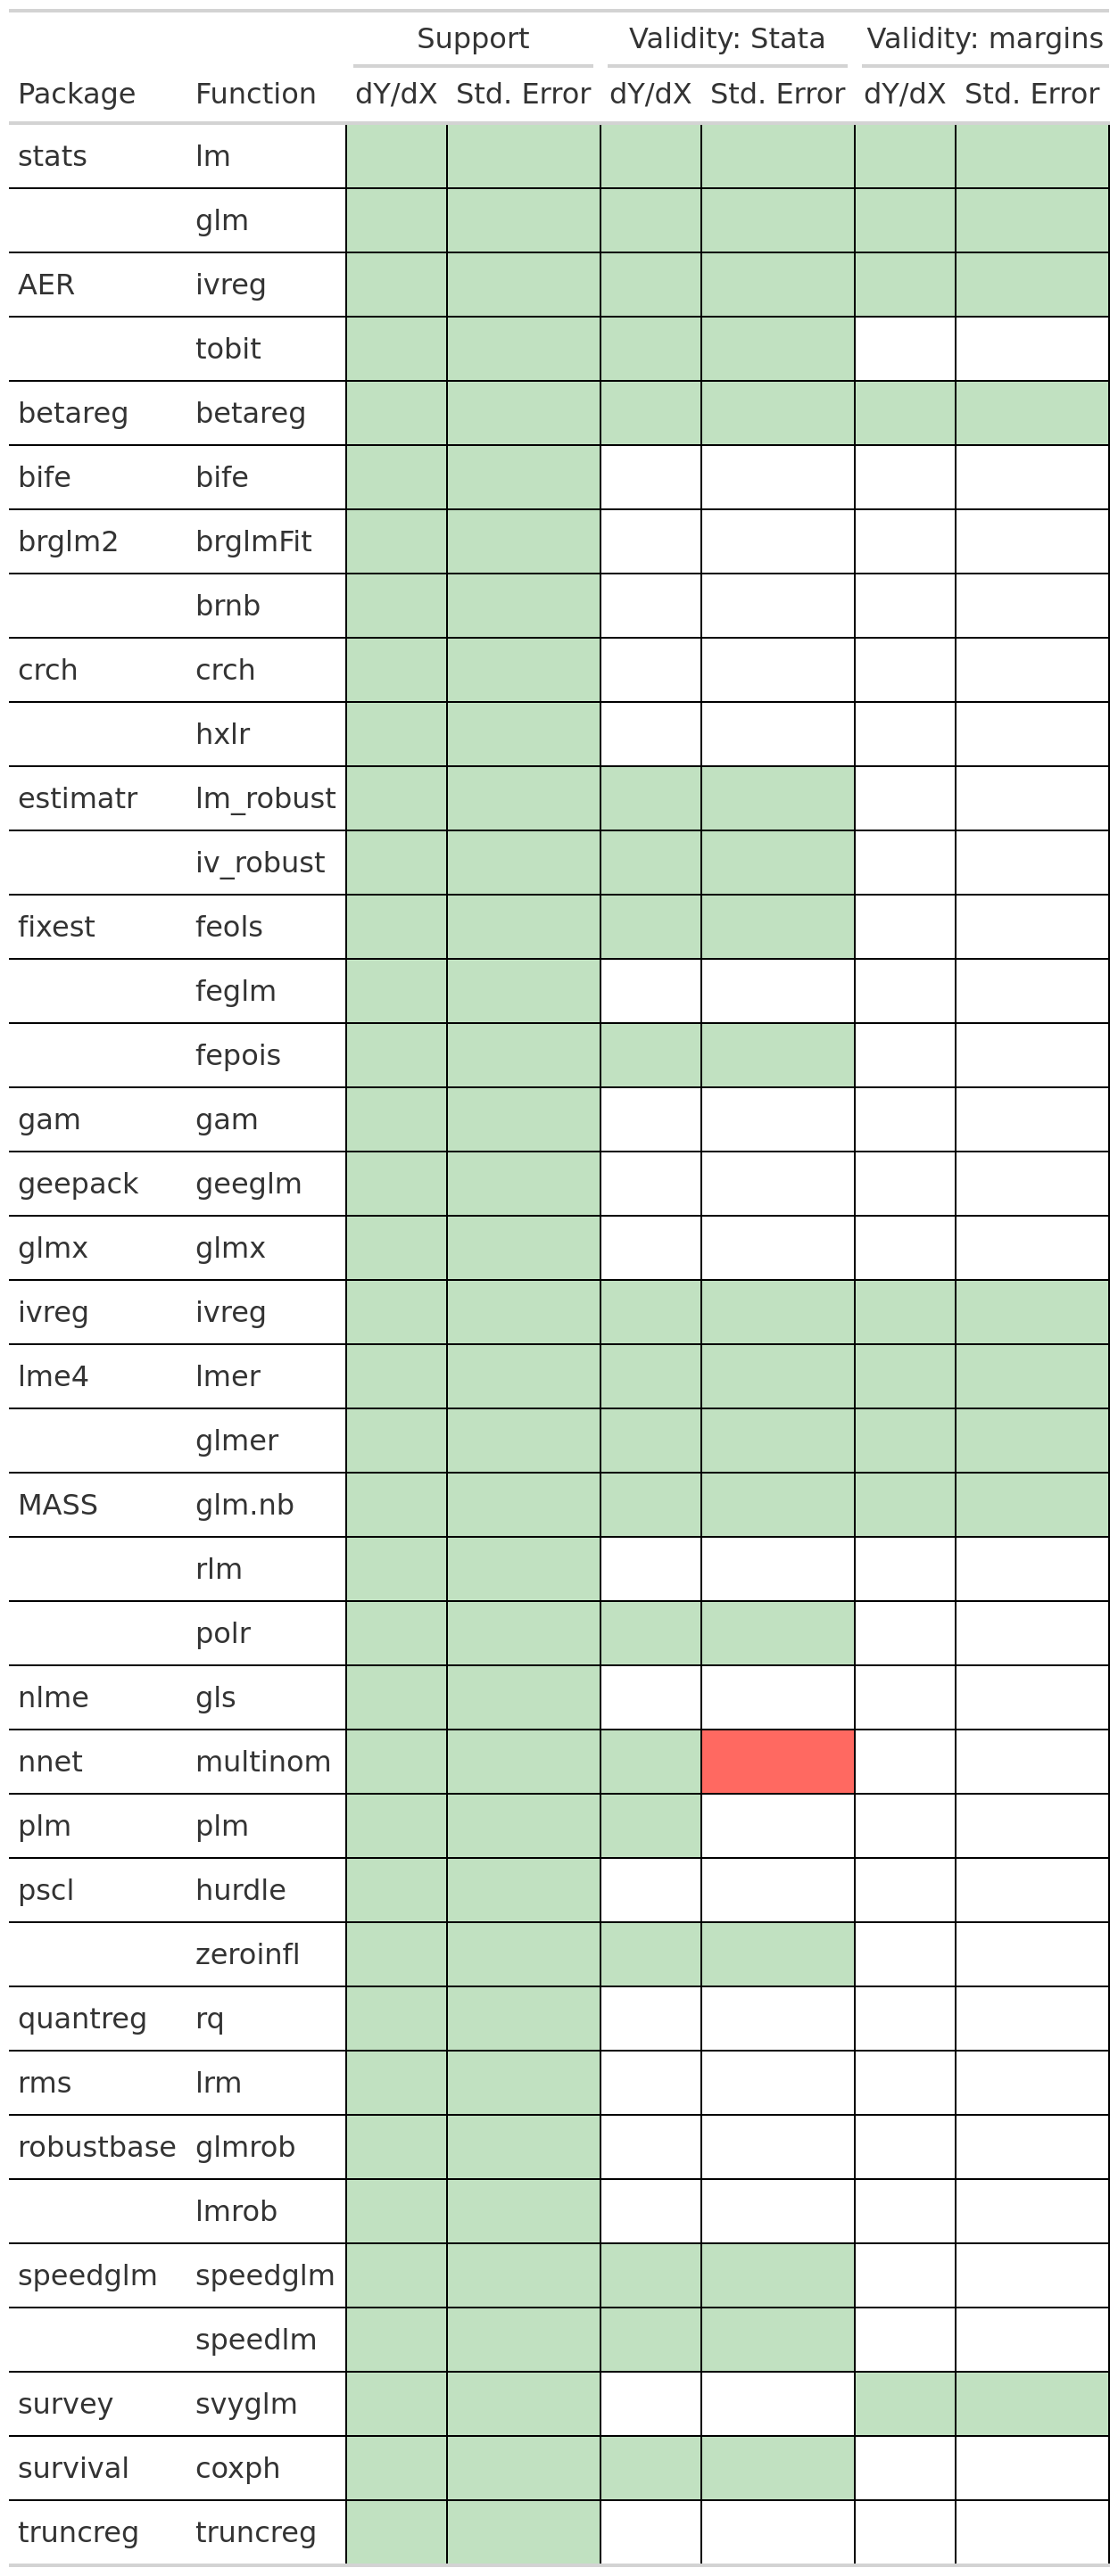 Support Validity: Stata Validity: margins
Package Function dY/dX Std. Error dY/dX Std. Error dY/dX Std. Error
stats lm
glm
AER ivreg
tobit
betareg betareg
bife bife
brglm2 brglmFit
brnb
crch crch
hxlr
estimatr lm_robust
iv_robust
fixest feols
feglm
fepois
gam gam
geepack geeglm
glmx glmx
ivreg ivreg
lme4 lmer
glmer
MASS glm.nb
rlm
polr
nlme gls
nnet multinom
plm plm
pscl hurdle
zeroinfl
quantreg rq
rms lrm
robustbase glmrob
lmrob
speedglm speedglm
speedlm
survey svyglm
survival coxph
truncreg truncreg